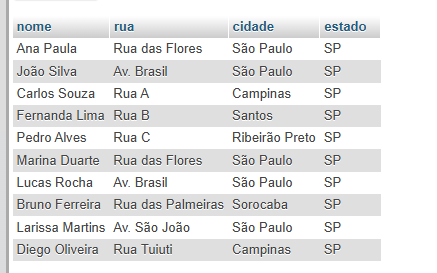 nome rua cidade estado
Ana Paula Rua das Flores São Paulo SP
João Silva Av. Brasil São Paulo SP
Carlos Souza Rua A Campinas SP
Fernanda Lima Rua B Santos SP
Pedro Alves Rua C Ribeirão Preto SP
Marina Duarte Rua das Flores São Paulo SP
Lucas Rocha Av. Brasil São Paulo SP
Bruno Ferreira Rua das Palmeiras Sorocaba SP
Larissa Martins Av. São João São Paulo SP
Diego Oliveira Rua Tuiuti Campinas SP